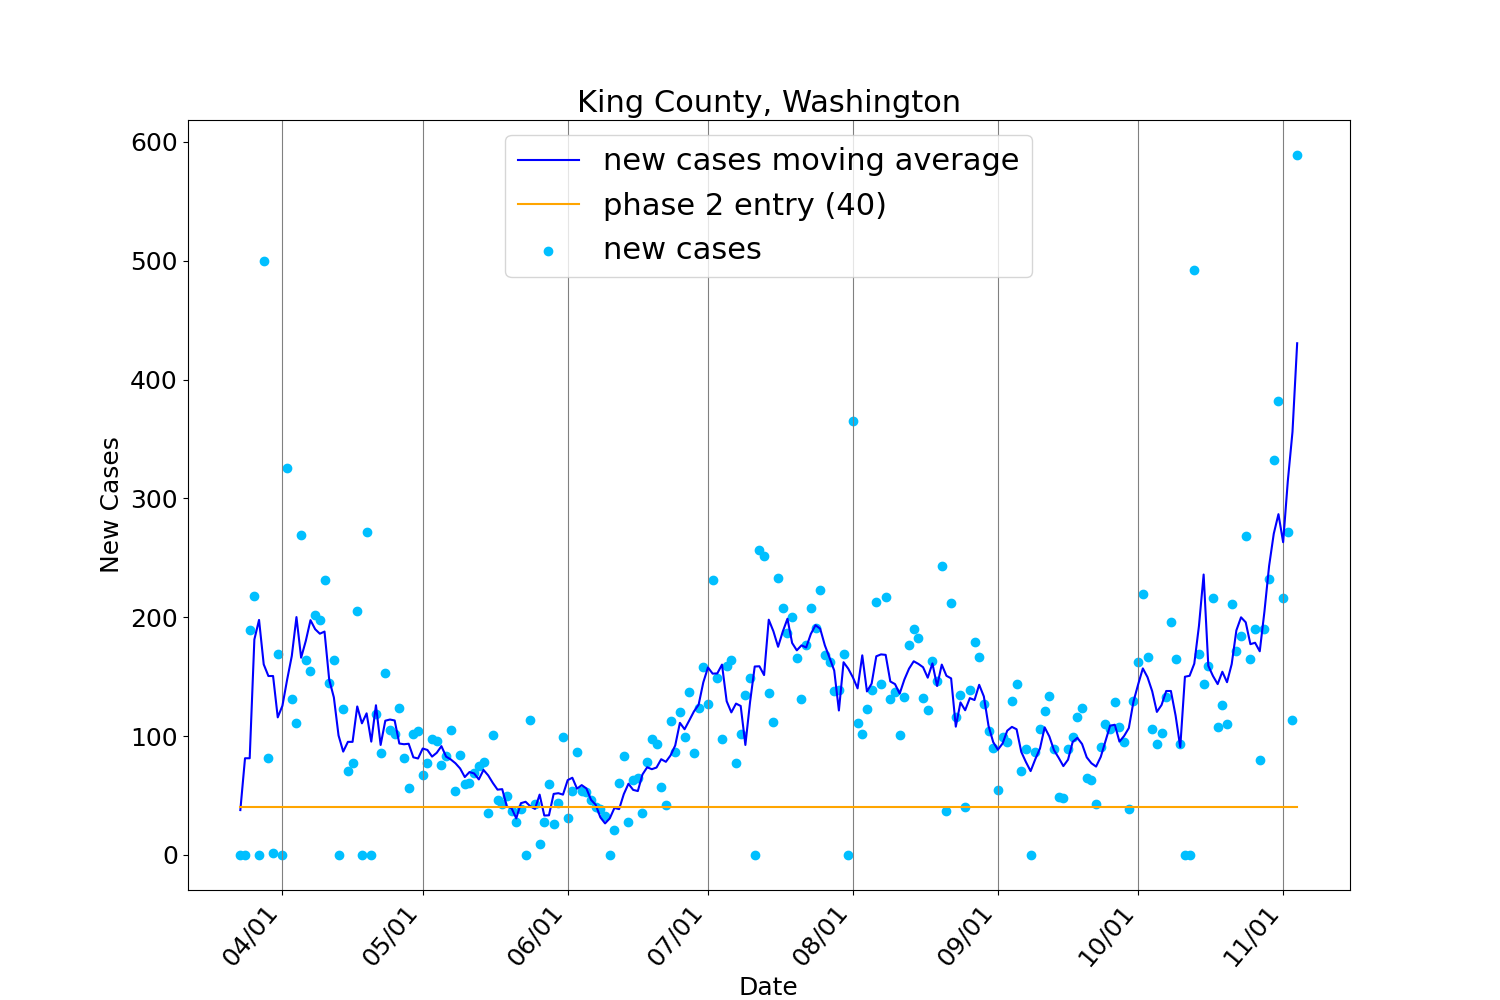 King County, Washington
new cases moving average
phase 2 entry (40)
new cases
New Cases
600
500
400
300
200
100
0
04/01
05/01
06/01
07/01
08/01
09/01
10/01
11/01
Date